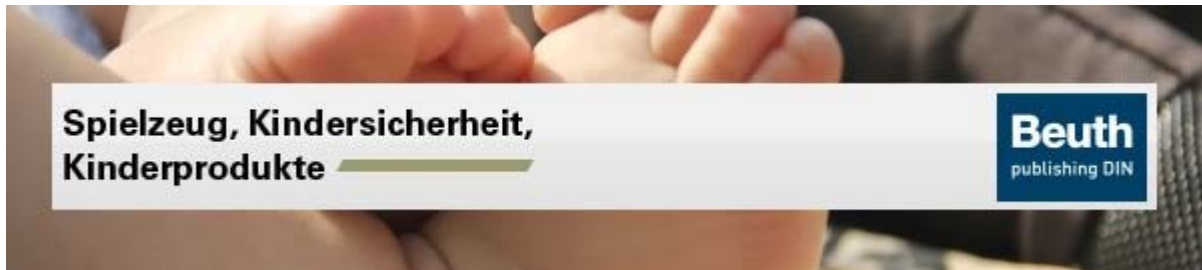 Spielzeug, Kindersicherheit,
Kinderprodukte
Beuth
publishing DIN